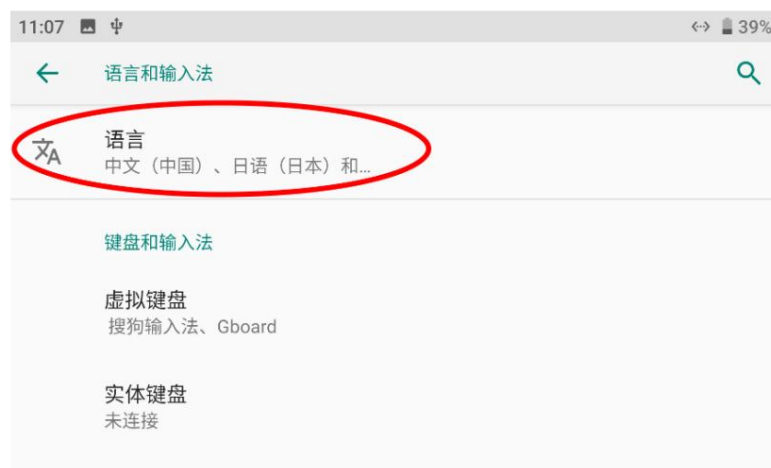 11:07 39%
语言和输入法
语言
中文（中国）、日语（日本）和...
键盘和输入法
虚拟键盘
搜狗输入法、Gboard
实体键盘
未连接